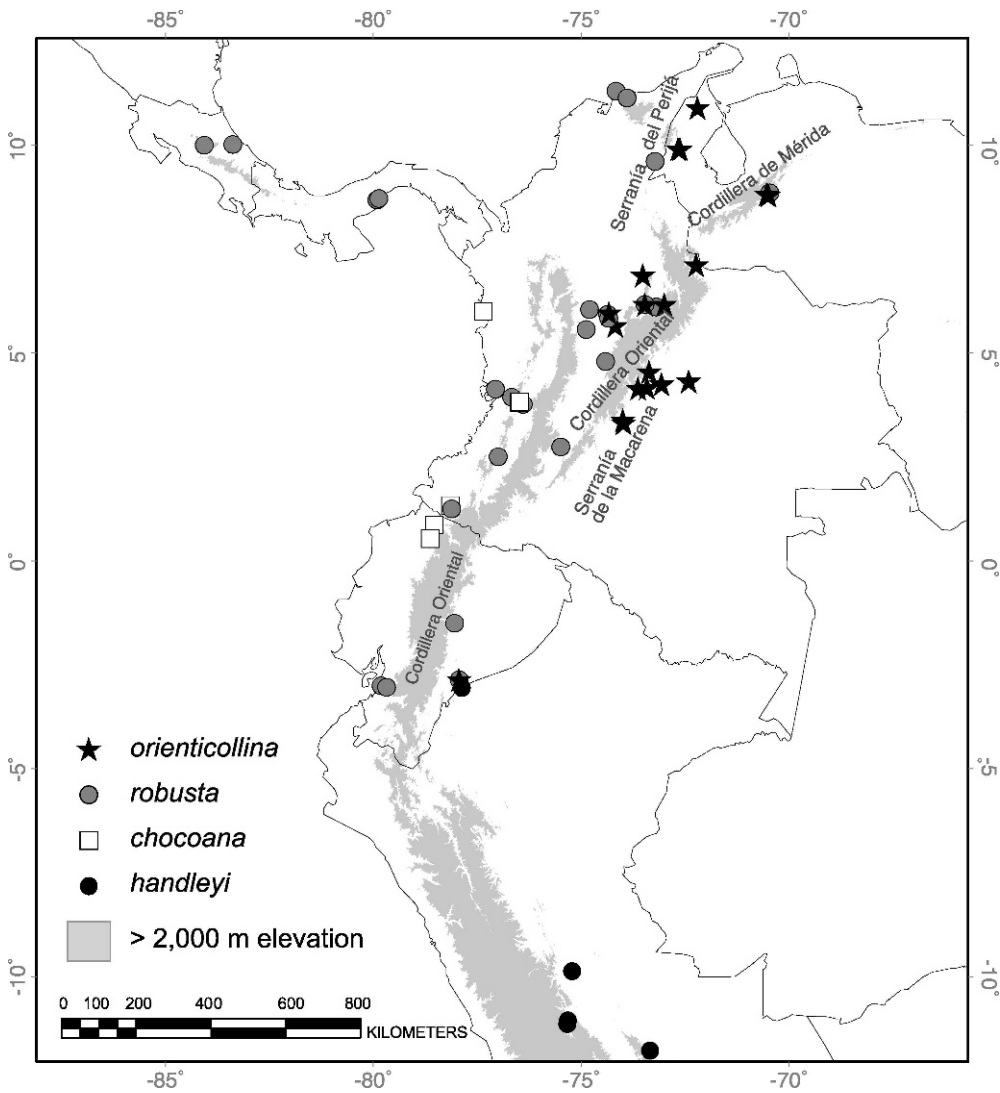 -85° -80° -75° -70°
10° 10°
5° 5°
0° 0°
-5° -5°
-10° -10°
Serranía del Perijá
Cordillera de Mérida
Cordillera Oriental
Serranía
de la Macarena
Cordillera Oriental
orienticollina
robusta
chocoana
handleyi
> 2,000 m elevation
0 100 200 400 600 800
KILOMETERS
-85° -80° -75° -70°